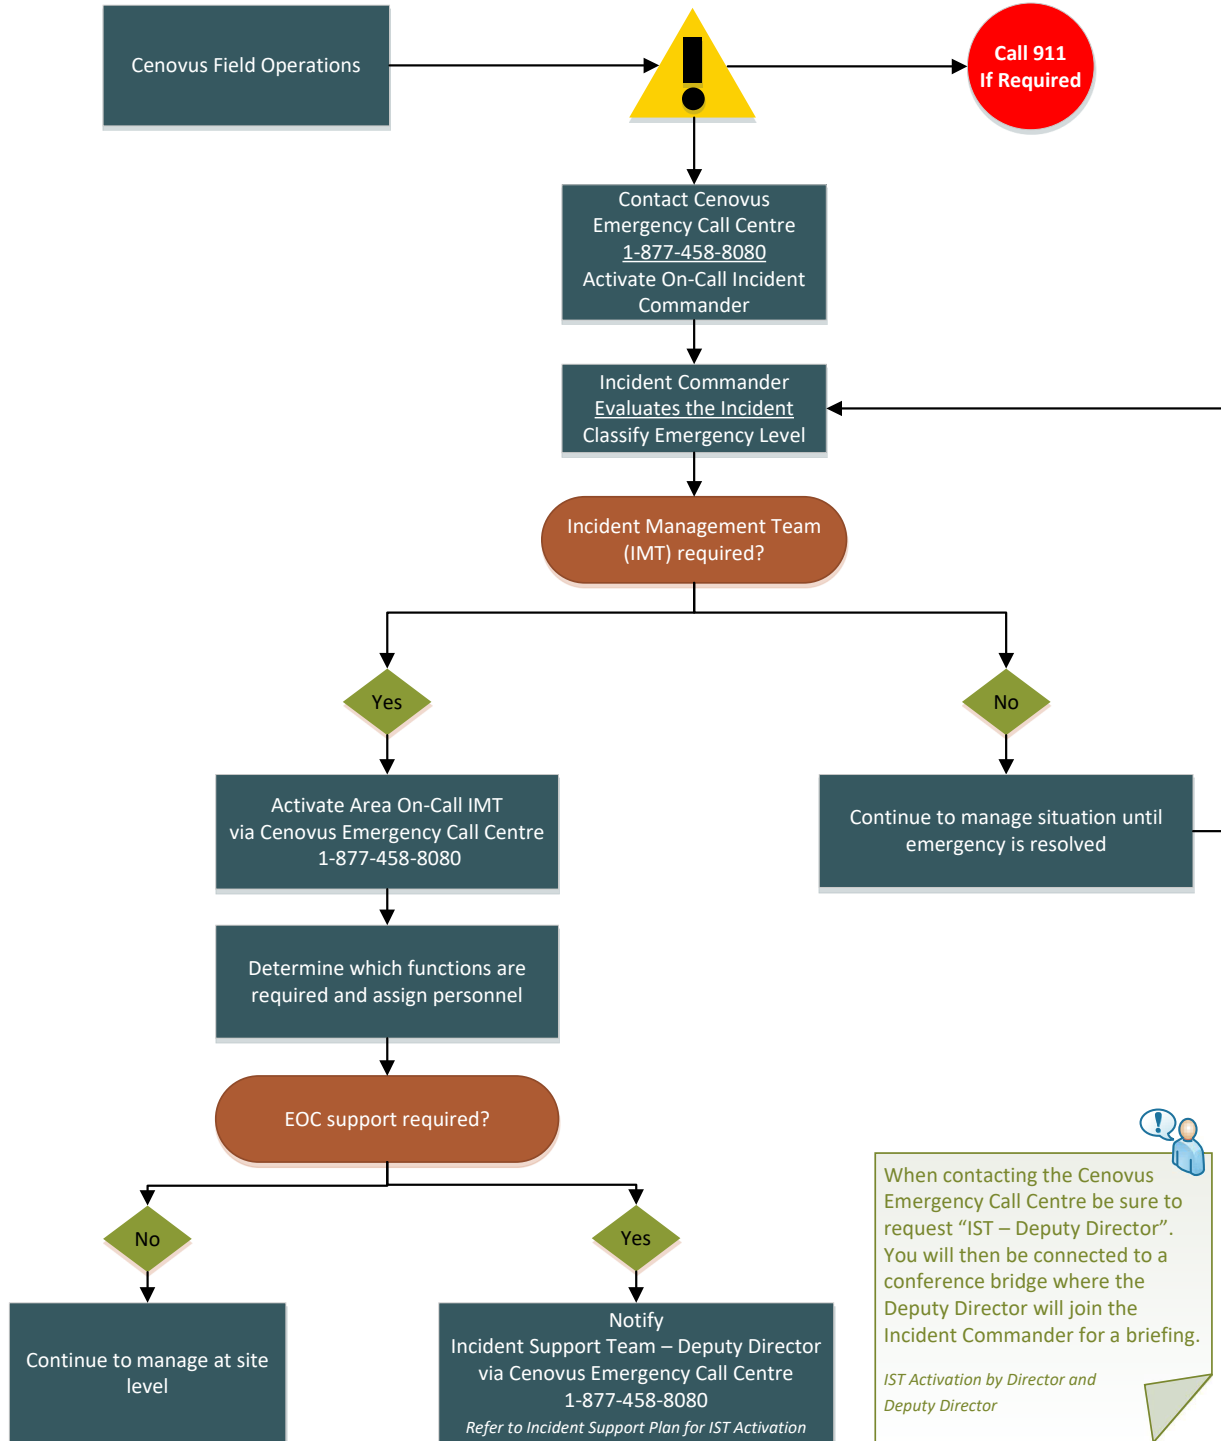 Cenovus Field Operations
Call 911
If Required
Contact Cenovus
Emergency Call Centre
1-877-458-8080
Activate On-Call Incident
Commander
Incident Commander
Evaluates the Incident
Classify Emergency Level
Incident Management Team
(IMT) required?
Yes
No
Activate Area On-Call IMT
via Cenovus Emergency Call Centre
1-877-458-8080
Continue to manage situation until
emergency is resolved
Determine which functions are
required and assign personnel
EOC support required?
No
Yes
Continue to manage at site
level
Notify
Incident Support Team – Deputy Director
via Cenovus Emergency Call Centre
1-877-458-8080
Refer to Incident Support Plan for IST Activation
When contacting the Cenovus
Emergency Call Centre be sure to
request “IST – Deputy Director”.
You will then be connected to a
conference bridge where the
Deputy Director will join the
Incident Commander for a briefing.
IST Activation by Director and
Deputy Director